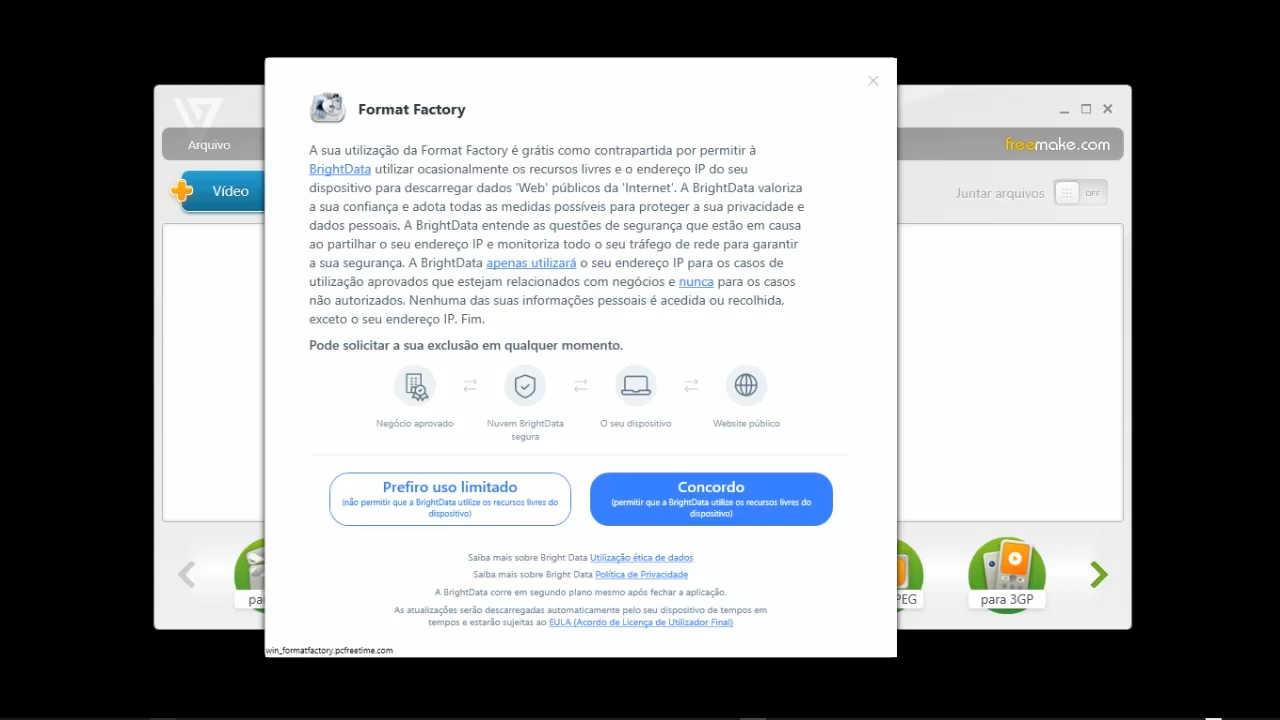 Format Factory
A sua utilização da Format Factory é grátis como contrapartida por permitir à
BrightData utilizar ocasionalmente os recursos livres e o endereço IP do seu
dispositivo para descarregar dados 'Web' públicos da 'Internet'. A BrightData valoriza
a sua confiança e adota todas as medidas possíveis para proteger a sua privacidade e
dados pessoais. A BrightData entende as questões de segurança que estão em causa
ao partilhar o seu endereço IP e monitoriza todo o seu tráfego de rede para garantir
a sua segurança. A BrightData apenas utilizará o seu endereço IP para os casos de
utilização aprovados que estejam relacionados com negócios e nunca para os casos
não autorizados. Nenhuma das suas informações pessoais é acedida ou recolhida,
exceto o seu endereço IP. Fim.
Pode solicitar a sua exclusão em qualquer momento.
Negócio aprovado
Nuvem BrightData
segura
O seu dispositivo
Website público
Prefiro uso limitado
(não permitir que a BrightData utilize os recursos livres do
dispositivo)
Concordo
(permitir que a BrightData utilize os recursos livres do
dispositivo)
Saiba mais sobre Bright Data Utilização ética de dados
Saiba mais sobre Bright Data Política de Privacidade
A BrightData corre em segundo plano mesmo após fechar a aplicação.
As atualizações serão descarregadas automaticamente pelo seu dispositivo de tempos em
tempos e estarão sujeitas ao EULA (Acordo de Licença de Utilizador Final)
win_formatfactory.pcfreetime.com
Arquivo
freemake.com
Vídeo
Juntar arquivos
OFF
pa
PEG
para 3GP